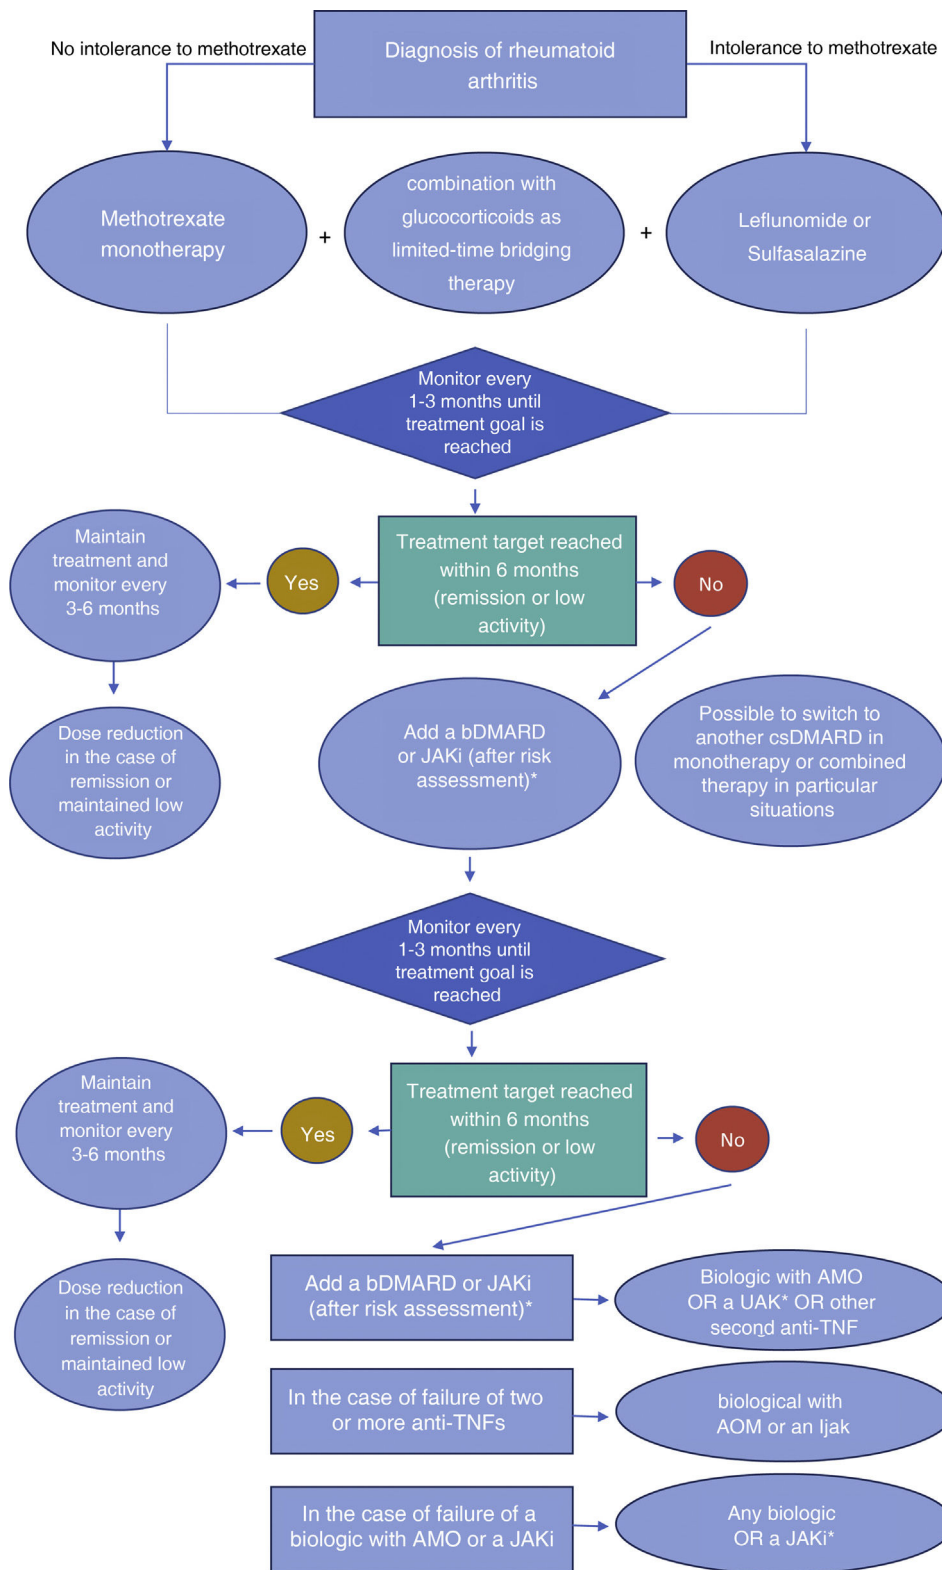 No intolerance to methotrexate
Diagnosis of rheumatoid
arthritis
Intolerance to methotrexate
Methotrexate
monotherapy
+
combination with
glucocorticoids as
limited-time bridging
therapy
+
Leflunomide or
Sulfasalazine
Monitor every
1-3 months until
treatment goal is
reached
Maintain
treatment and
monitor every
3-6 months
Yes
Treatment target reached
within 6 months
(remission or low
activity)
No
Dose reduction
in the case of
remission or
maintained low
activity
Add a bDMARD
or JAKi (after risk
assessment)*
Possible to switch to
another csDMARD in
monotherapy or combined
therapy in particular
situations
Monitor every
1-3 months until
treatment goal is
reached
Maintain
treatment and
monitor every
3-6 months
Yes
Treatment target reached
within 6 months
(remission or low
activity)
No
Dose reduction
in the case of
remission or
maintained low
activity
Add a bDMARD or JAKi
(after risk assessment)*
Biologic with AMO
OR a UAK* OR other
second anti-TNF
In the case of failure of two
or more anti-TNFs
biological with
AOM or an Ijak
In the case of failure of a
biologic with AMO or a JAKi
Any biologic
OR a JAKi*